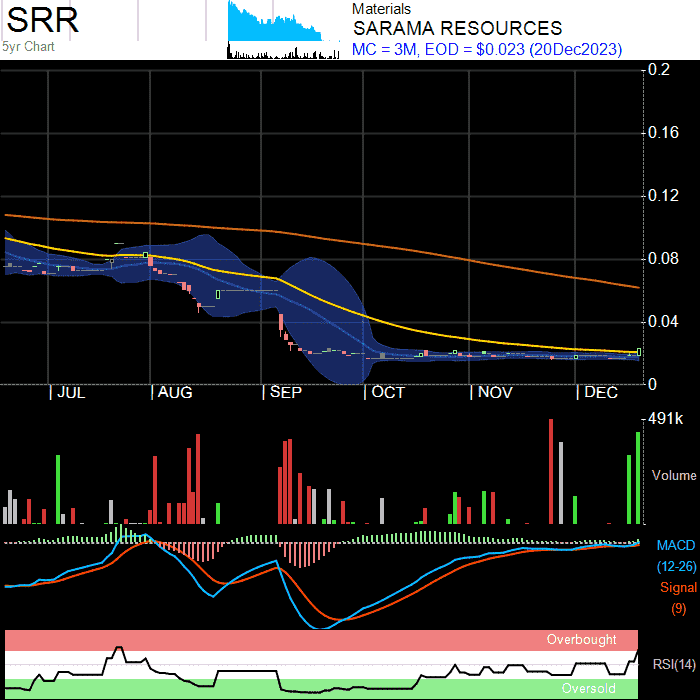 SRR
5yr Chart
Materials
SARAMA RESOURCES
MC = 3M, EOD = $0.023 (20Dec2023)
0.2
0.16
0.12
0.08
0.04
0
| JUL | AUG | SEP | OCT | NOV | DEC
491k
Volume
MACD
(12-26)
Signal
(9)
Overbought
RSI(14)
Oversold